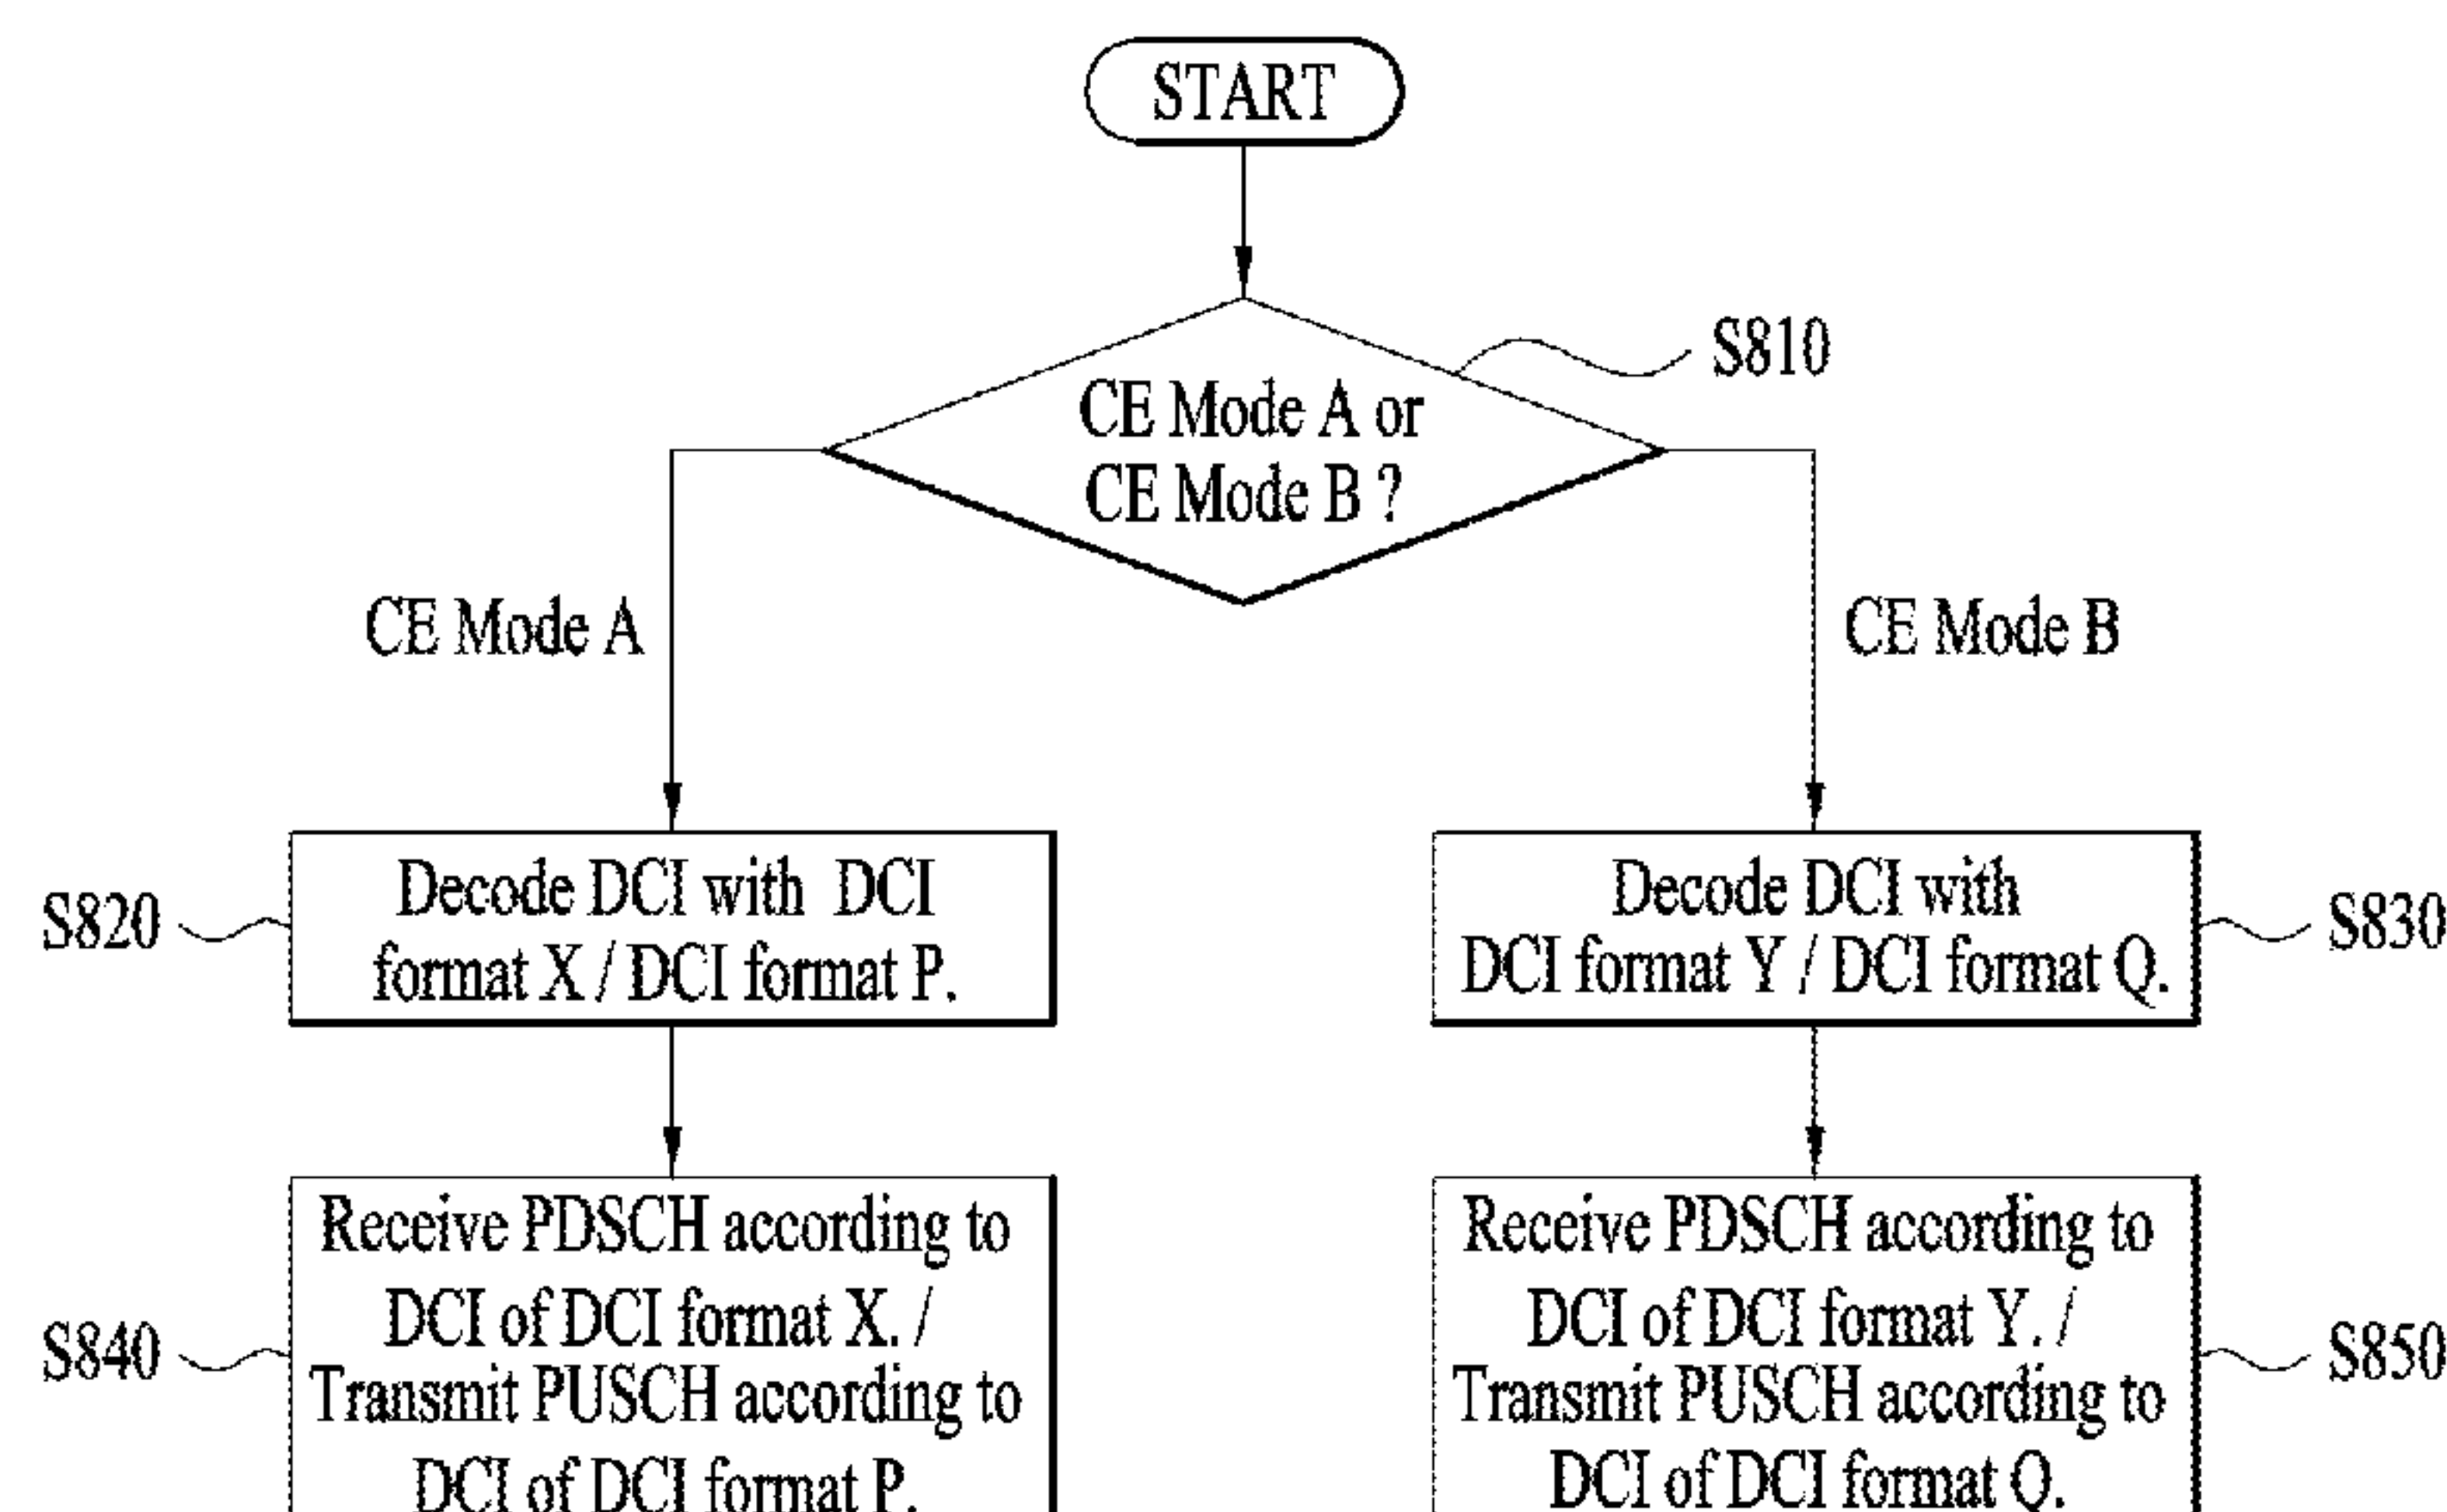 START
S810
CE Mode A or
CE Mode B ?
CE Mode A
CE Mode B
S820
Decode DCI with DCI
format X / DCI format P.
Decode DCI with
DCI format Y / DCI format Q.
S830
S840
Receive PDSCH according to
DCI of DCI format X. /
Transmit PUSCH according to
DCI of DCI format P.
Receive PDSCH according to
DCI of DCI format Y. /
Transmit PUSCH according to
DCI of DCI format Q.
S850